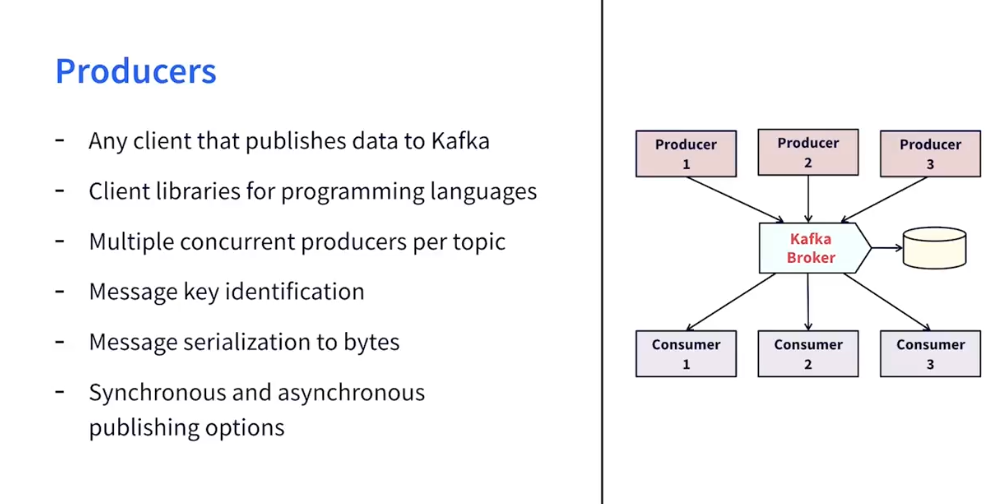 Producers
- Any client that publishes data to Kafka
- Client libraries for programming languages
- Multiple concurrent producers per topic
- Message key identification
- Message serialization to bytes
- Synchronous and asynchronous
publishing options
Producer
1
Producer
2
Producer
3
Kafka
Broker
Consumer
1
Consumer
2
Consumer
3